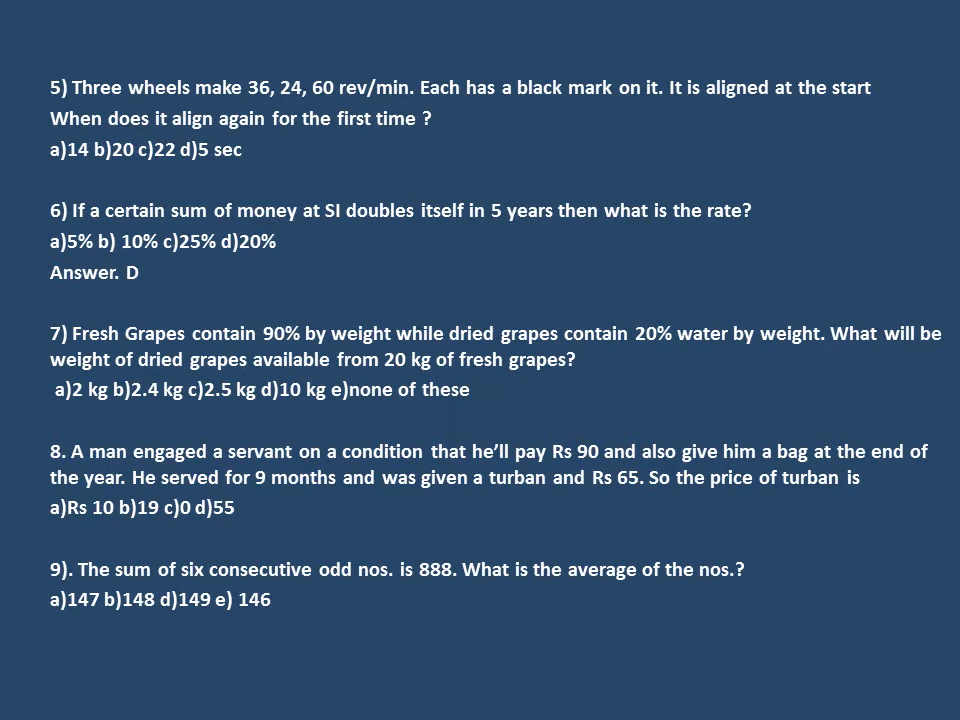 5) Three wheels make 36, 24, 60 rev/min. Each has a black mark on it. It is aligned at the start
When does it align again for the first time ?
a)14 b)20 c)22 d)5 sec
6) If a certain sum of money at SI doubles itself in 5 years then what is the rate?
a)5% b) 10% c)25% d)20%
Answer. D
7) Fresh Grapes contain 90% by weight while dried grapes contain 20% water by weight. What will be
weight of dried grapes available from 20 kg of fresh grapes?
a)2 kg b)2.4 kg c)2.5 kg d)10 kg e)none of these
8. A man engaged a servant on a condition that he’ll pay Rs 90 and also give him a bag at the end of
the year. He served for 9 months and was given a turban and Rs 65. So the price of turban is
a)Rs 10 b)19 c)0 d)55
9). The sum of six consecutive odd nos. is 888. What is the average of the nos.?
a)147 b)148 d)149 e) 146